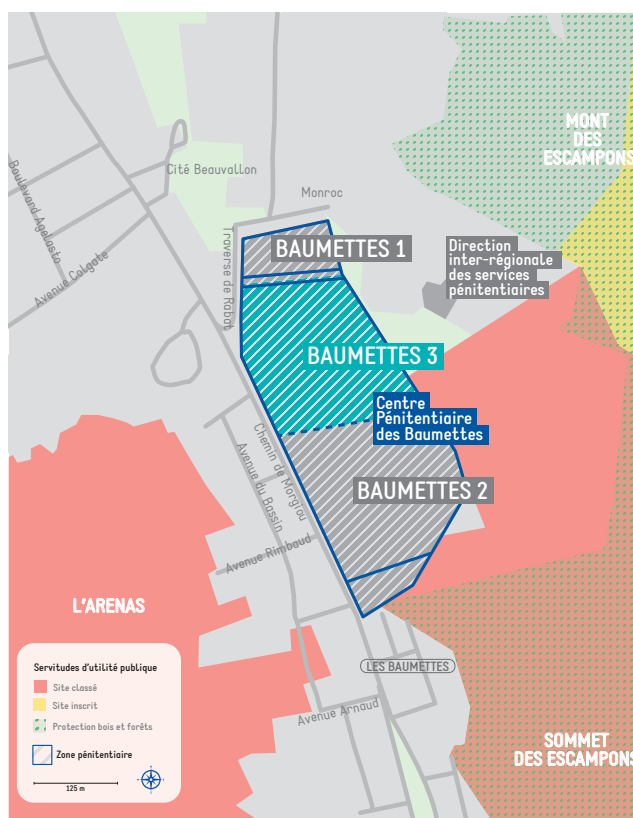 MONT
DES
ESCAMPONS
Cité Beauvallon
Monroc
Boulevard Agelasto
Avenue Colgate
Traverse de Rabat
BAUMETTES 1
Direction
inter-régionale
des services
pénitentiaires
BAUMETTES 3
Centre
Pénitentiaire
des Baumettes
Chemin de Morgiou
Avenue du Bassin
BAUMETTES 2
Avenue Rimbaud
L'ARENAS
LES BAUMETTES
Avenue Arnaud
SOMMET
DES ESCAMPONS
Servitudes d'utilité publique
Site classé
Site inscrit
Protection bois et forêts
Zone pénitentiaire
125 m